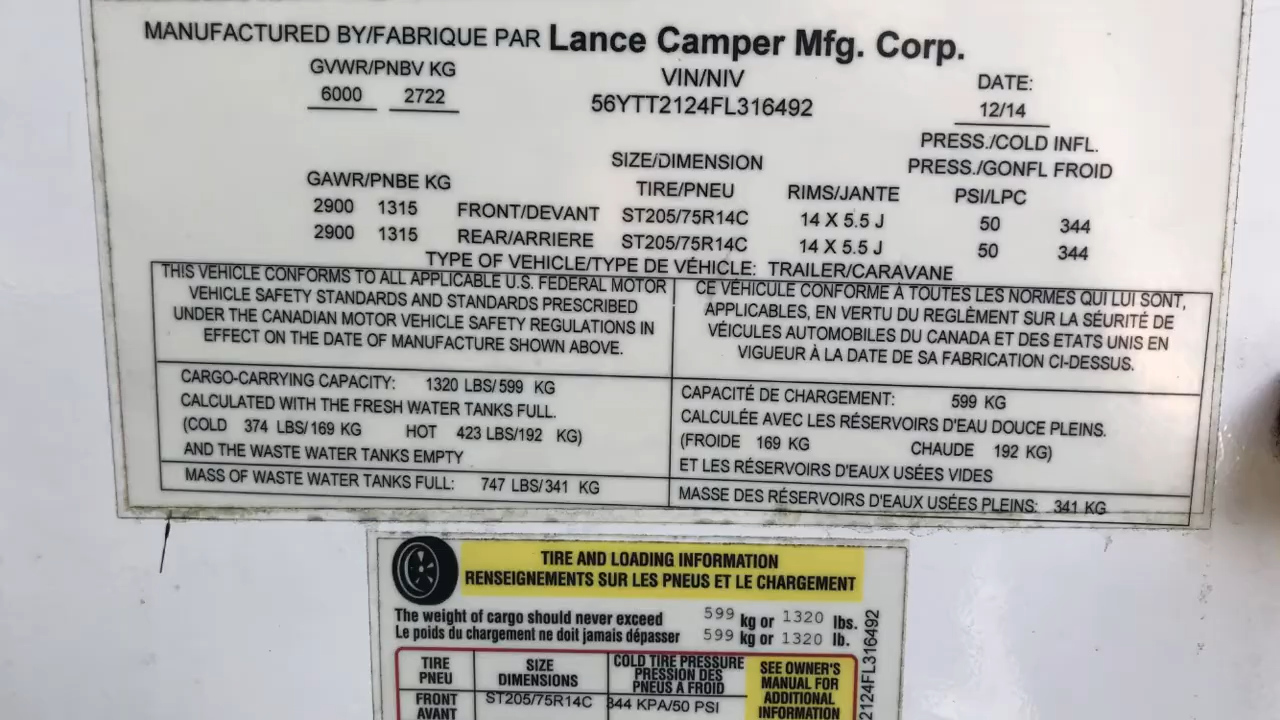 MANUFACTURED BY/FABRIQUE PAR Lance Camper Mfg. Corp.
GVWR/PNBV KG VIN/NIV DATE:
6000 2722 56YTT2124FL316492 12/14
PRESS./COLD INFL.
SIZE/DIMENSION PRESS./GONFL FROID
GAWR/PNBE KG TIRE/PNEU RIMS/JANTE PSI/LPC
2900 1315 FRONT/DEVANT ST205/75R14C 14 X 5.5 J 50 344
2900 1315 REAR/ARRIERE ST205/75R14C 14 X 5.5 J 50 344
TYPE OF VEHICLE/TYPE DE VÉHICLE: TRAILER/CARAVANE
THIS VEHICLE CONFORMS TO ALL APPLICABLE U.S. FEDERAL MOTOR
VEHICLE SAFETY STANDARDS AND STANDARDS PRESCRIBED
UNDER THE CANADIAN MOTOR VEHICLE SAFETY REGULATIONS IN
EFFECT ON THE DATE OF MANUFACTURE SHOWN ABOVE.
CE VÉHICULE CONFORME À TOUTES LES NORMES QUI LUI SONT,
APPLICABLES, EN VERTU DU REGLÈMENT SUR LA SÉURITÉ DE
VÉICULES AUTOMOBILES DU CANADA ET DES ETATS UNIS EN
VIGUEUR À LA DATE DE SA FABRICATION CI-DESSUS.
CARGO-CARRYING CAPACITY: 1320 LBS/599 KG
CALCULATED WITH THE FRESH WATER TANKS FULL.
(COLD 374 LBS/169 KG HOT 423 LBS/192 KG)
AND THE WASTE WATER TANKS EMPTY
CAPACITÉ DE CHARGEMENT: 599 KG
CALCULÉE AVEC LES RÉSERVOIRS D'EAU DOUCE PLEINS.
(FROIDE 169 KG CHAUDE 192 KG)
ET LES RÉSERVOIRS D'EAUX USÉES VIDES
MASS OF WASTE WATER TANKS FULL: 747 LBS/341 KG
MASSE DES RÉSERVOIRS D'EAUX USÉES PLEINS: 341 KG
TIRE AND LOADING INFORMATION
RENSEIGNEMENTS SUR LES PNEUS ET LE CHARGEMENT
The weight of cargo should never exceed 599 kg or 1320 lbs.
Le poids du chargement ne doit jamais dépasser 599 kg or 1320 lb.
TIRE
PNEU
SIZE
DIMENSIONS
COLD TIRE PRESSURE
PRESSION DES
PNEUS A FROID
SEE OWNER'S
MANUAL FOR
ADDITIONAL
INFORMATION
FRONT
AVANT
ST205/75R14C
344 KPA/50 PSI
2124FL316492